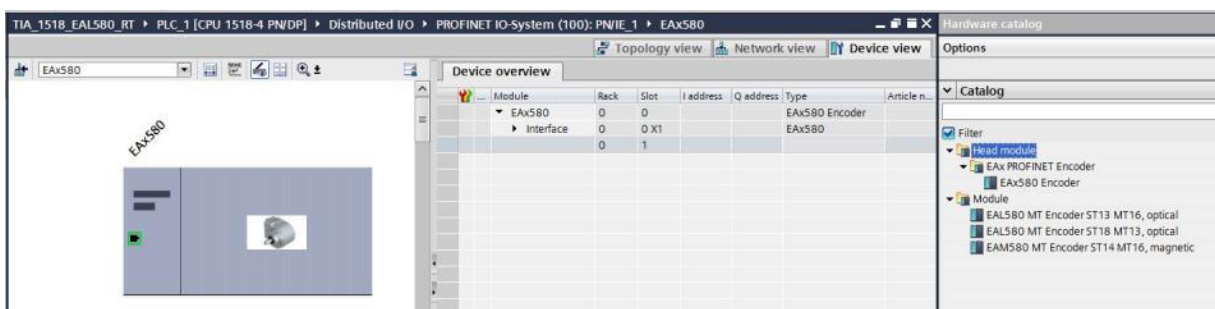 TIA_1518_EAL580_RT ▸ PLC_1 [CPU 1518-4 PN/DP] ▸ Distributed I/O ▸ PROFINET IO-System (100): PN/IE_1 ▸ EAx580
Hardware catalog
Topology view Network view Device view
Options
EAx580
Device overview
Catalog
... Module Rack Slot I address Q address Type Article n...
EAx580 0 0 EAx580 Encoder
Interface 0 0 X1 EAx580
0 1
EAx580
Filter
Head module
EAx PROFINET Encoder
EAx580 Encoder
Module
EAL580 MT Encoder ST13 MT16, optical
EAL580 MT Encoder ST18 MT13, optical
EAM580 MT Encoder ST14 MT16, magnetic